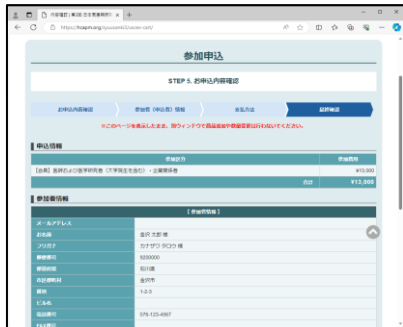 参加申込
STEP 5. お申込内容確認
お申込内容確認
参加者（申込者）情報
支払方法
最終確認
※このページを表示したまま、別ウィンドウで商品追加や数量変更は行わないでください。
申込情報
参加区分
参加費用
【会員】医師および医学研究者（大学院生を含む）・企業関係者
¥12,000
合計
¥12,000
参加者情報
【参加者情報】
メールアドレス
お名前
金沢 太郎 様
フリガナ
カナザワ タロウ 様
郵便番号
9200000
都道府県
石川県
市区郡町村
金沢市
番地
1-2-3
ビル名
電話番号
076-123-4567
FAX番号